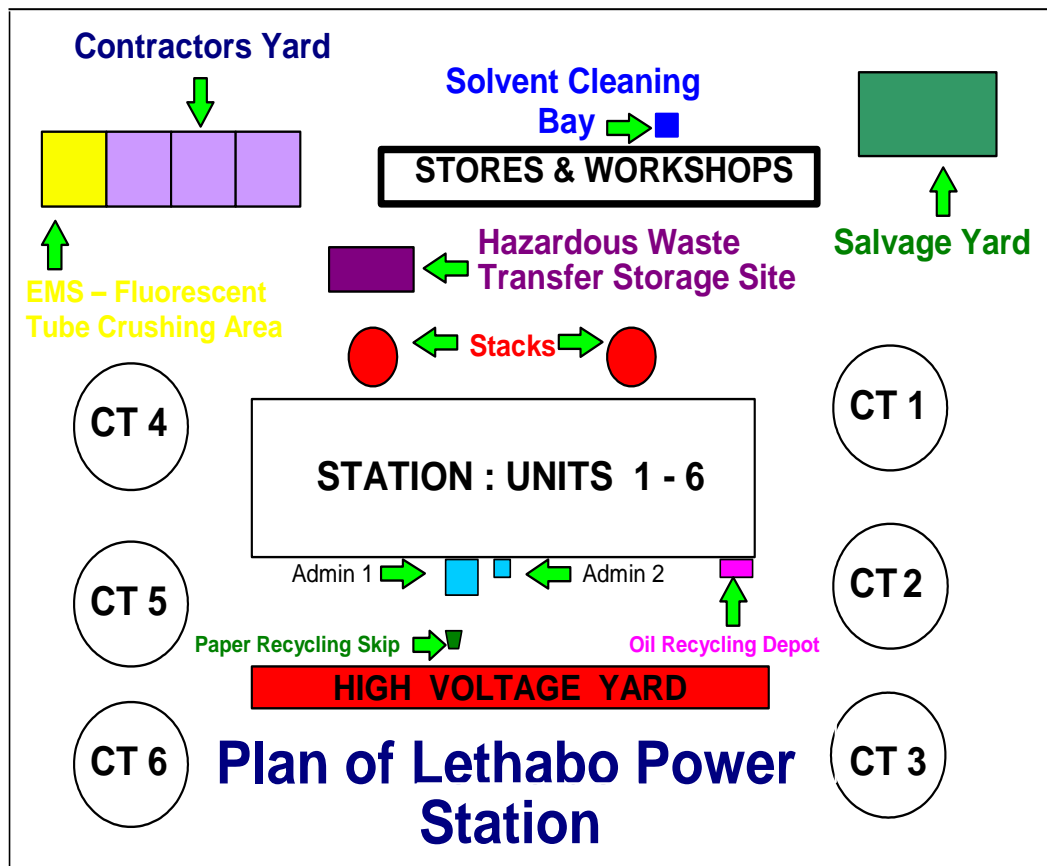 Contractors Yard
Solvent Cleaning
Bay
STORES & WORKSHOPS
Salvage Yard
Hazardous Waste
Transfer Storage Site
EMS – Fluorescent
Tube Crushing Area
Stacks
CT 4
CT 1
STATION : UNITS 1 - 6
CT 5
CT 2
Admin 1
Admin 2
Paper Recycling Skip
Oil Recycling Depot
HIGH VOLTAGE YARD
CT 6
CT 3
Plan of Lethabo Power
Station